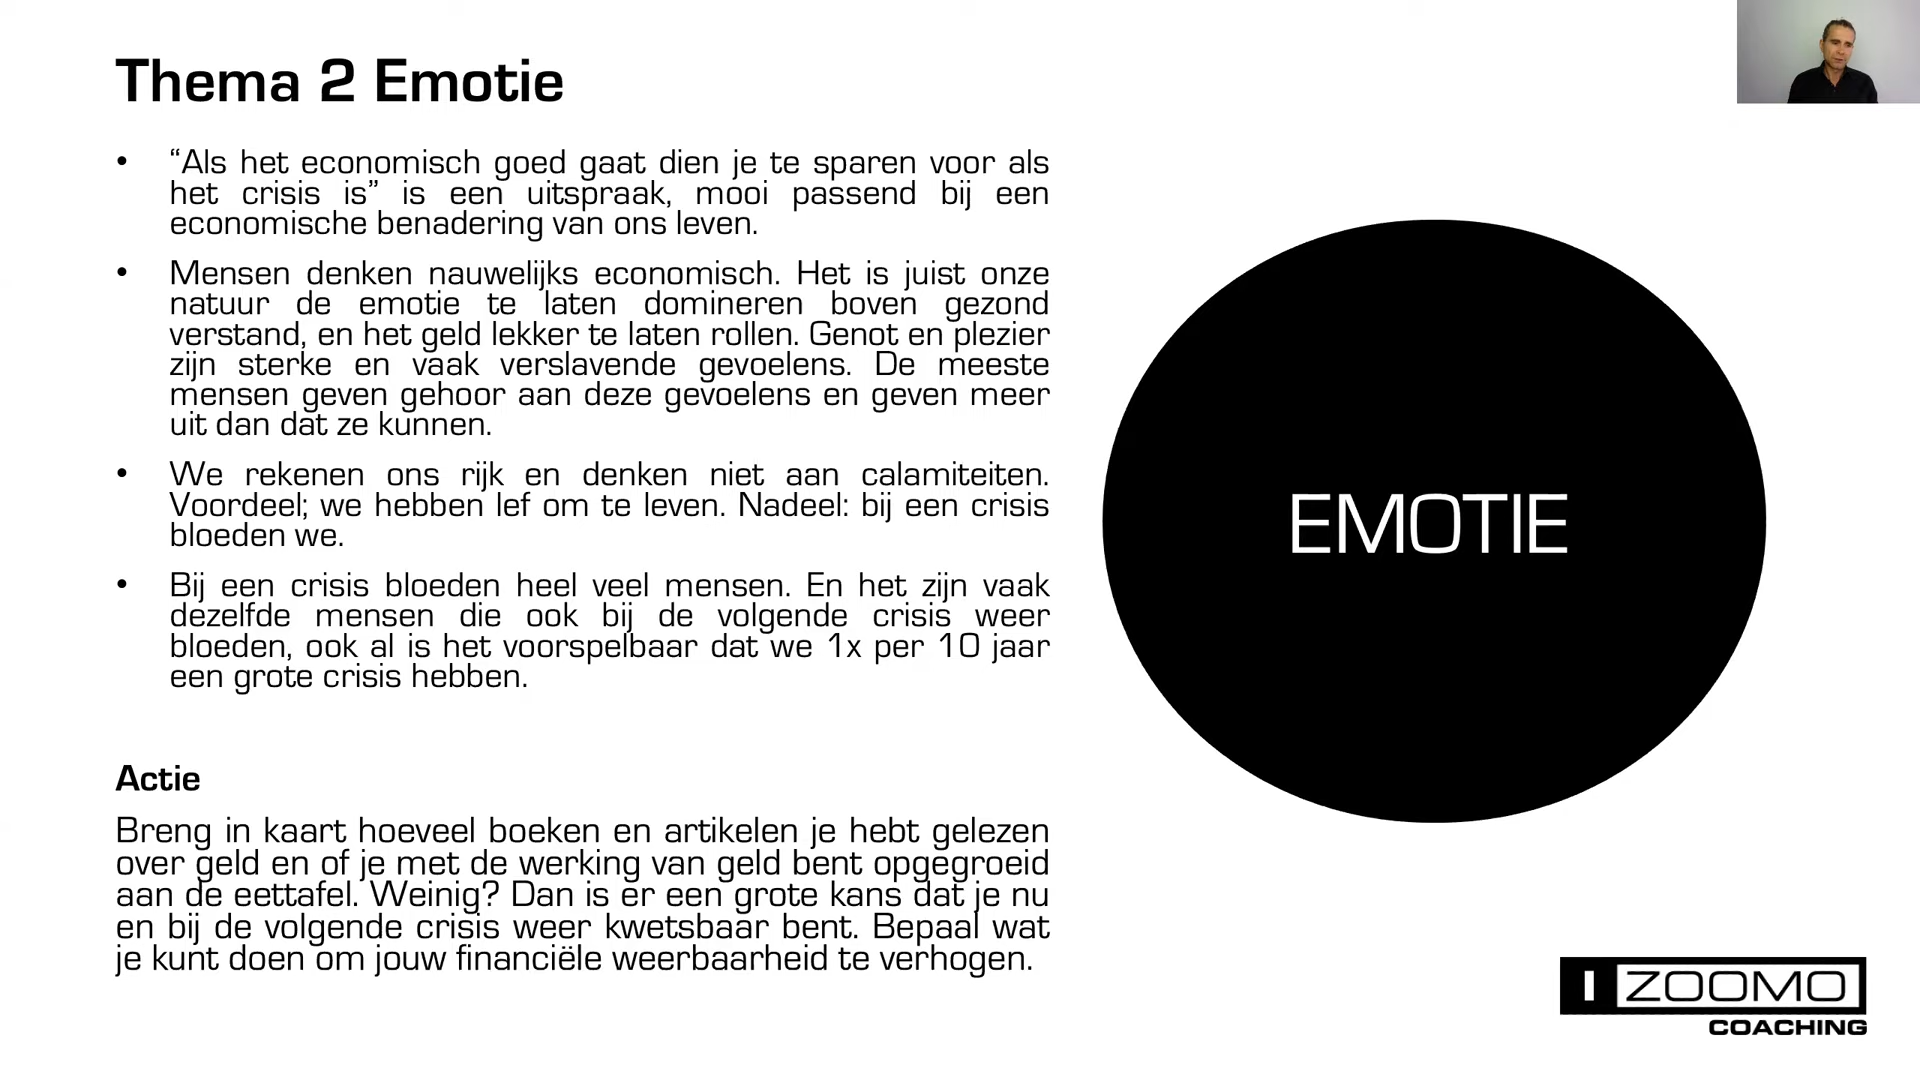 Thema 2 Emotie
• “Als het economisch goed gaat dien je te sparen voor als
het crisis is” is een uitspraak, mooi passend bij een
economische benadering van ons leven.
• Mensen denken nauwelijks economisch. Het is juist onze
natuur de emotie te laten domineren boven gezond
verstand, en het geld lekker te laten rollen. Genot en plezier
zijn sterke en vaak verslavende gevoelens. De meeste
mensen geven gehoor aan deze gevoelens en geven meer
uit dan dat ze kunnen.
• We rekenen ons rijk en denken niet aan calamiteiten.
Voordeel; we hebben lef om te leven. Nadeel: bij een crisis
bloeden we.
• Bij een crisis bloeden heel veel mensen. En het zijn vaak
dezelfde mensen die ook bij de volgende crisis weer
bloeden, ook al is het voorspelbaar dat we 1x per 10 jaar
een grote crisis hebben.
Actie
Breng in kaart hoeveel boeken en artikelen je hebt gelezen
over geld en of je met de werking van geld bent opgegroeid
aan de eettafel. Weinig? Dan is er een grote kans dat je nu
en bij de volgende crisis weer kwetsbaar bent. Bepaal wat
je kunt doen om jouw financiële weerbaarheid te verhogen.
EMOTIE
I ZOOMO
COACHING